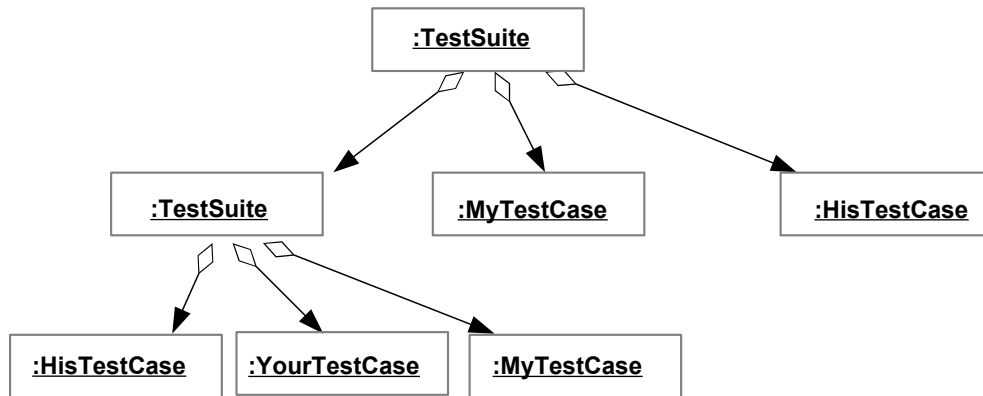 :TestSuite
:TestSuite
:MyTestCase
:HisTestCase
:HisTestCase
:YourTestCase
:MyTestCase